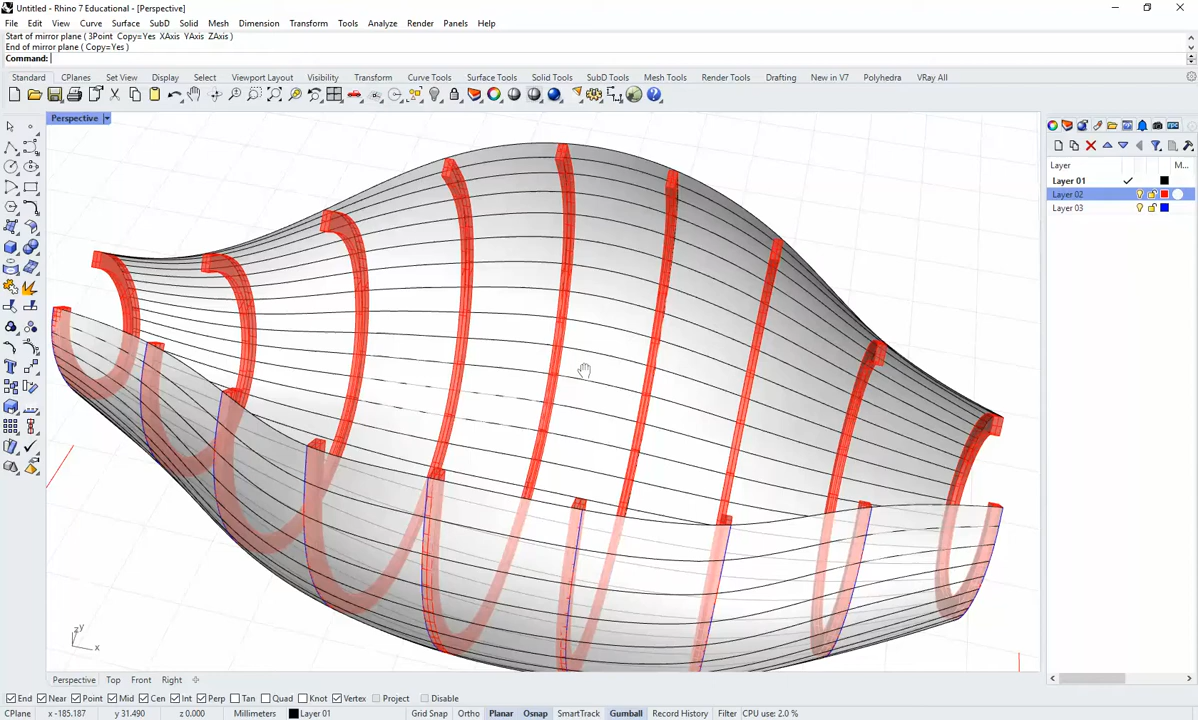 Untitled - Rhino 7 Educational - [Perspective]
File Edit View Curve Surface SubD Solid Mesh Dimension Transform Tools Analyze Render Panels Help
Start of mirror plane ( 3Point Copy=Yes XAxis YAxis ZAxis )
End of mirror plane ( Copy=Yes )
Command:
Standard CPlanes Set View Display Select Viewport Layout Visibility Transform Curve Tools Surface Tools Solid Tools SubD Tools Mesh Tools Render Tools Drafting New in V7 Polyhedra VRay All
Perspective
Layer M...
Layer 01
Layer 02
Layer 03
z y
x
Perspective Top Front Right
End Near Point Mid Cen Int Perp Tan Quad Knot Vertex Project Disable
CPlane x -185.187 y 31.490 z 0.000 Millimeters Layer 01 Grid Snap Ortho Planar Osnap SmartTrack Gumball Record History Filter CPU use: 2.0 %